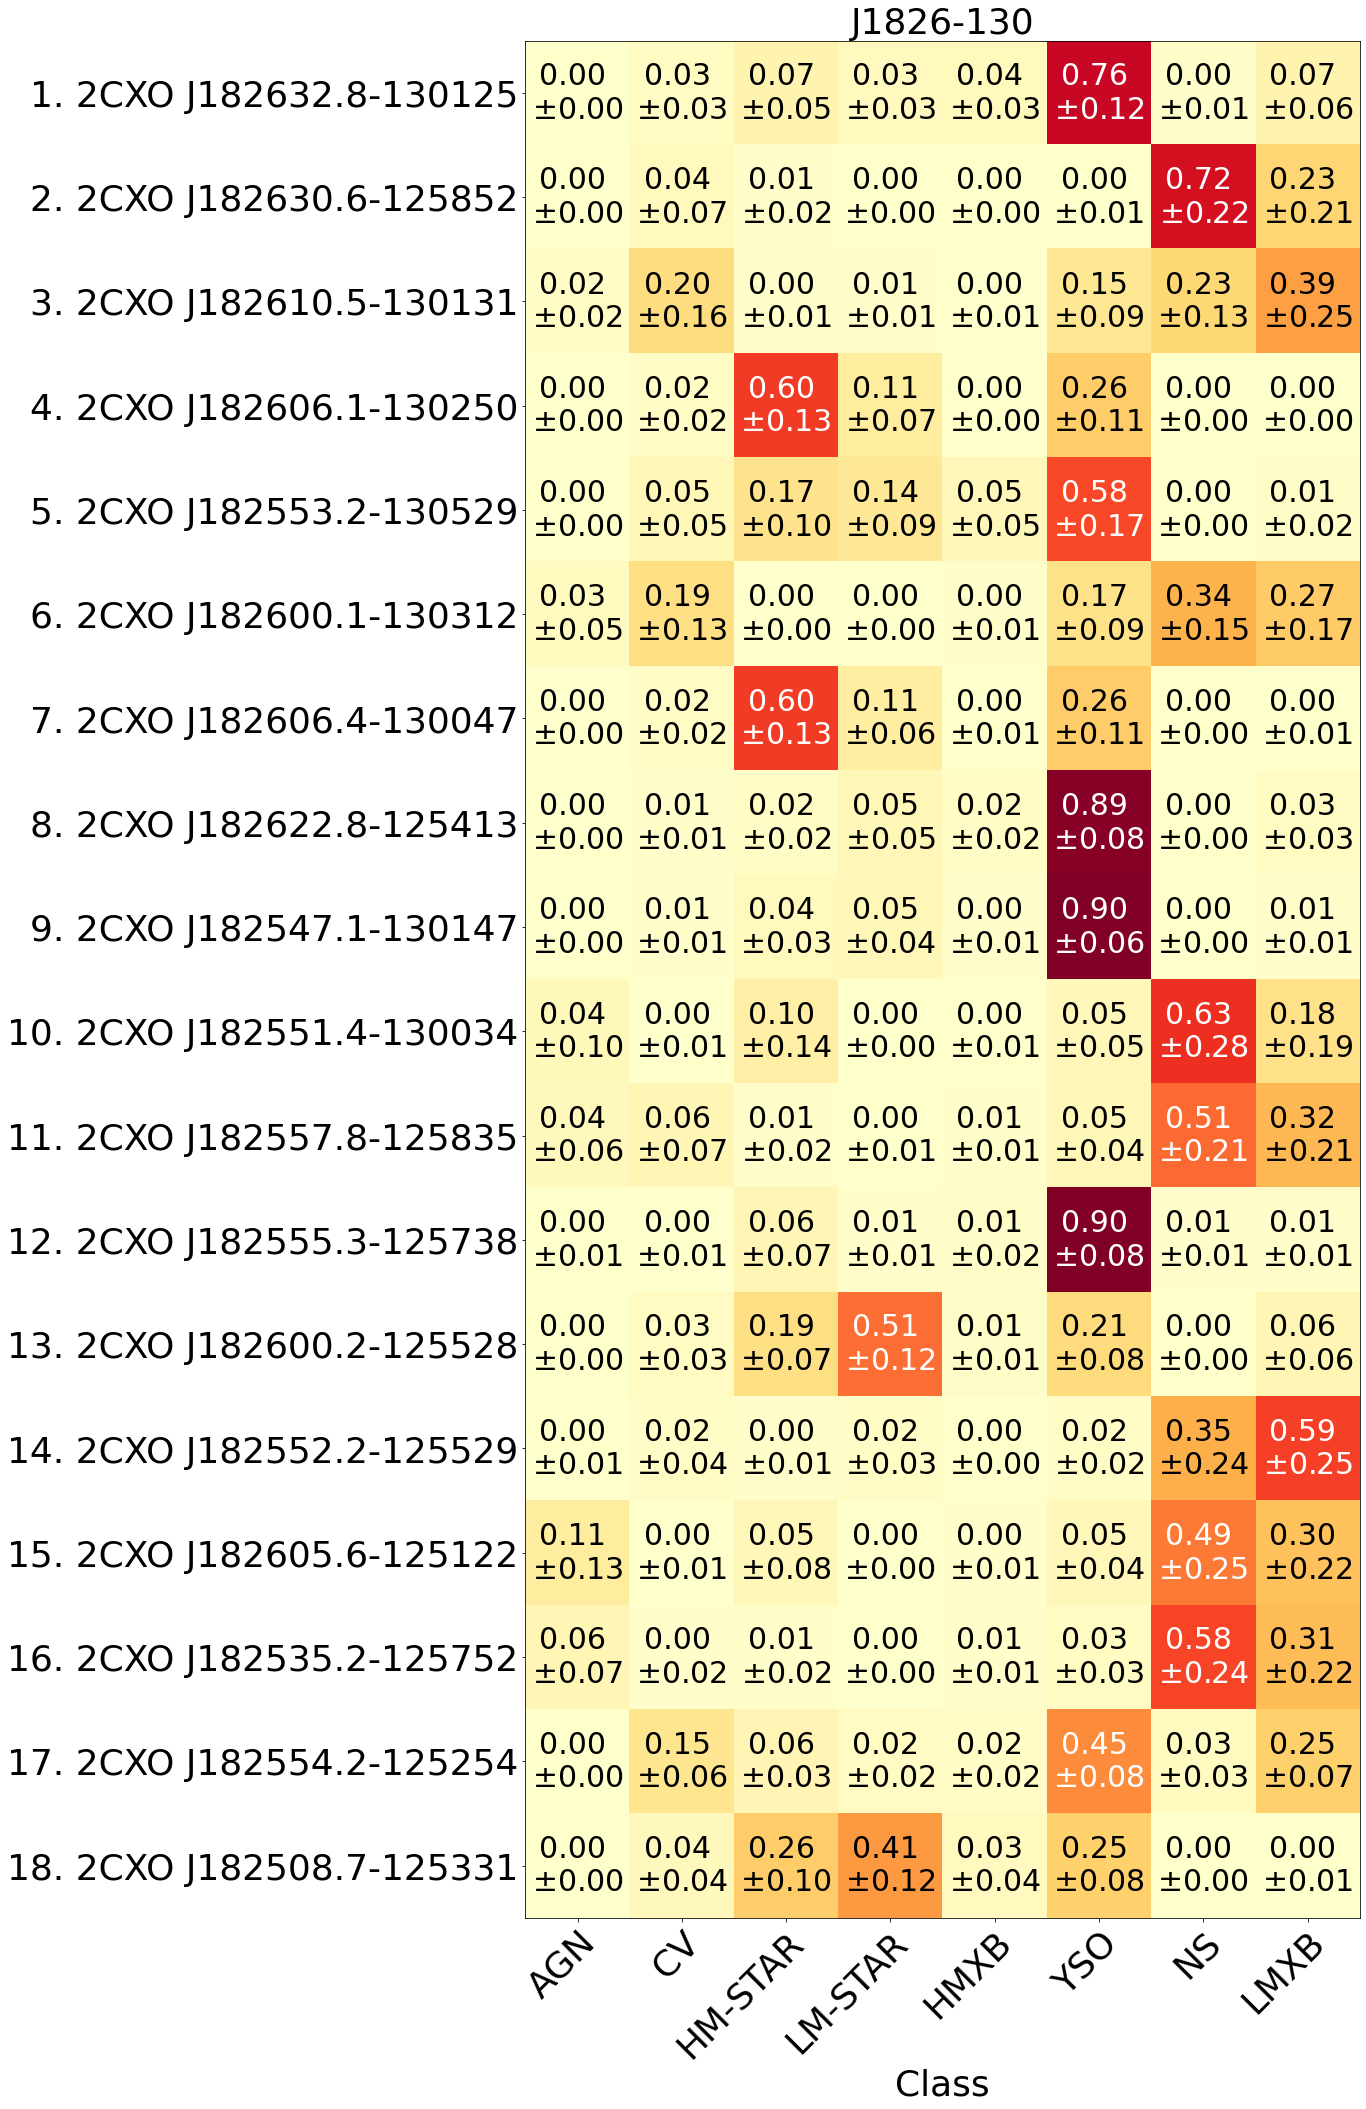 J1826-130
1. 2CXO J182632.8-130125 0.00 0.03 0.07 0.03 0.04 0.76 0.00 0.07
±0.00 ±0.03 ±0.05 ±0.03 ±0.03 ±0.12 ±0.01 ±0.06
2. 2CXO J182630.6-125852 0.00 0.04 0.01 0.00 0.00 0.00 0.72 0.23
±0.00 ±0.07 ±0.02 ±0.00 ±0.00 ±0.01 ±0.22 ±0.21
3. 2CXO J182610.5-130131 0.02 0.20 0.00 0.01 0.00 0.15 0.23 0.39
±0.02 ±0.16 ±0.01 ±0.01 ±0.01 ±0.09 ±0.13 ±0.25
4. 2CXO J182606.1-130250 0.00 0.02 0.60 0.11 0.00 0.26 0.00 0.00
±0.00 ±0.02 ±0.13 ±0.07 ±0.00 ±0.11 ±0.00 ±0.00
5. 2CXO J182553.2-130529 0.00 0.05 0.17 0.14 0.05 0.58 0.00 0.01
±0.00 ±0.05 ±0.10 ±0.09 ±0.05 ±0.17 ±0.00 ±0.02
6. 2CXO J182600.1-130312 0.03 0.19 0.00 0.00 0.00 0.17 0.34 0.27
±0.05 ±0.13 ±0.00 ±0.00 ±0.01 ±0.09 ±0.15 ±0.17
7. 2CXO J182606.4-130047 0.00 0.02 0.60 0.11 0.00 0.26 0.00 0.00
±0.00 ±0.02 ±0.13 ±0.06 ±0.01 ±0.11 ±0.00 ±0.01
8. 2CXO J182622.8-125413 0.00 0.01 0.02 0.05 0.02 0.89 0.00 0.03
±0.00 ±0.01 ±0.02 ±0.05 ±0.02 ±0.08 ±0.00 ±0.03
9. 2CXO J182547.1-130147 0.00 0.01 0.04 0.05 0.00 0.90 0.00 0.01
±0.00 ±0.01 ±0.03 ±0.04 ±0.01 ±0.06 ±0.00 ±0.01
10. 2CXO J182551.4-130034 0.04 0.00 0.10 0.00 0.00 0.05 0.63 0.18
±0.10 ±0.01 ±0.14 ±0.00 ±0.01 ±0.05 ±0.28 ±0.19
11. 2CXO J182557.8-125835 0.04 0.06 0.01 0.00 0.01 0.05 0.51 0.32
±0.06 ±0.07 ±0.02 ±0.01 ±0.01 ±0.04 ±0.21 ±0.21
12. 2CXO J182555.3-125738 0.00 0.00 0.06 0.01 0.01 0.90 0.01 0.01
±0.01 ±0.01 ±0.07 ±0.01 ±0.02 ±0.08 ±0.01 ±0.01
13. 2CXO J182600.2-125528 0.00 0.03 0.19 0.51 0.01 0.21 0.00 0.06
±0.00 ±0.03 ±0.07 ±0.12 ±0.01 ±0.08 ±0.00 ±0.06
14. 2CXO J182552.2-125529 0.00 0.02 0.00 0.02 0.00 0.02 0.35 0.59
±0.01 ±0.04 ±0.01 ±0.03 ±0.00 ±0.02 ±0.24 ±0.25
15. 2CXO J182605.6-125122 0.11 0.00 0.05 0.00 0.00 0.05 0.49 0.30
±0.13 ±0.01 ±0.08 ±0.00 ±0.01 ±0.04 ±0.25 ±0.22
16. 2CXO J182535.2-125752 0.06 0.00 0.01 0.00 0.01 0.03 0.58 0.31
±0.07 ±0.02 ±0.02 ±0.00 ±0.01 ±0.03 ±0.24 ±0.22
17. 2CXO J182554.2-125254 0.00 0.15 0.06 0.02 0.02 0.45 0.03 0.25
±0.00 ±0.06 ±0.03 ±0.02 ±0.02 ±0.08 ±0.03 ±0.07
18. 2CXO J182508.7-125331 0.00 0.04 0.26 0.41 0.03 0.25 0.00 0.00
±0.00 ±0.04 ±0.10 ±0.12 ±0.04 ±0.08 ±0.00 ±0.01
AGN CV HM-STAR LM-STAR HMXB YSO NS LMXB
Class